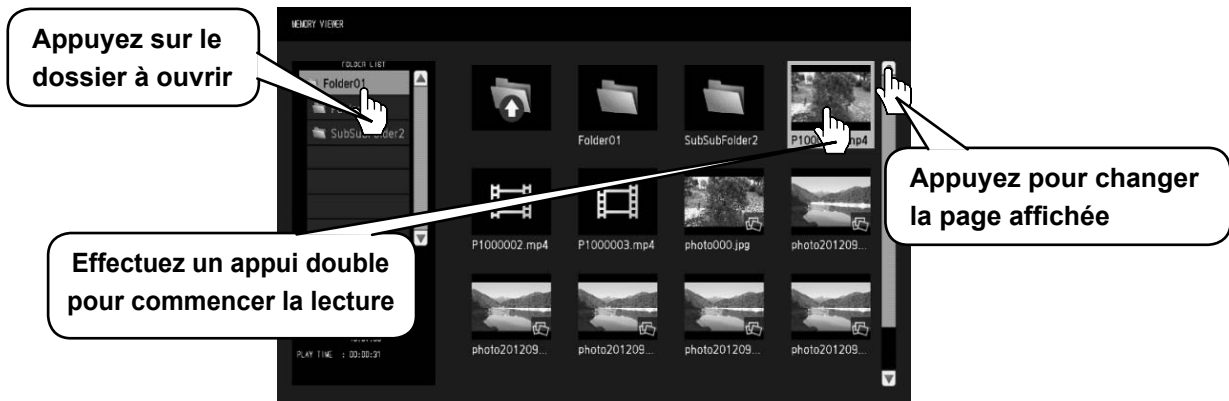 MEMORY VIEWER
Appuyez sur le
dossier à ouvrir
FOLDER LIST
Folder01
SubSubFolder2
Folder01
SubSubFolder2
P1000002.mp4
P1000003.mp4
photo000.jpg
photo201209...
Appuyez pour changer
la page affichée
Effectuez un appui double
pour commencer la lecture
photo201209...
photo201209...
photo201209...
photo201209...
PLAY TIME : 00:00:31